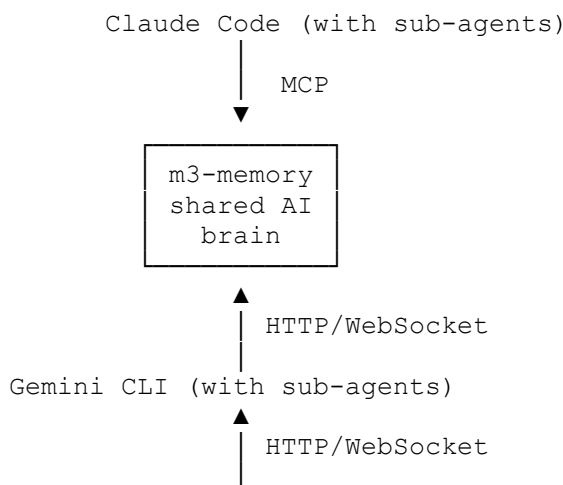 Claude Code (with sub-agents)
MCP
m3-memory
shared AI
brain
HTTP/WebSocket
Gemini CLI (with sub-agents)
HTTP/WebSocket